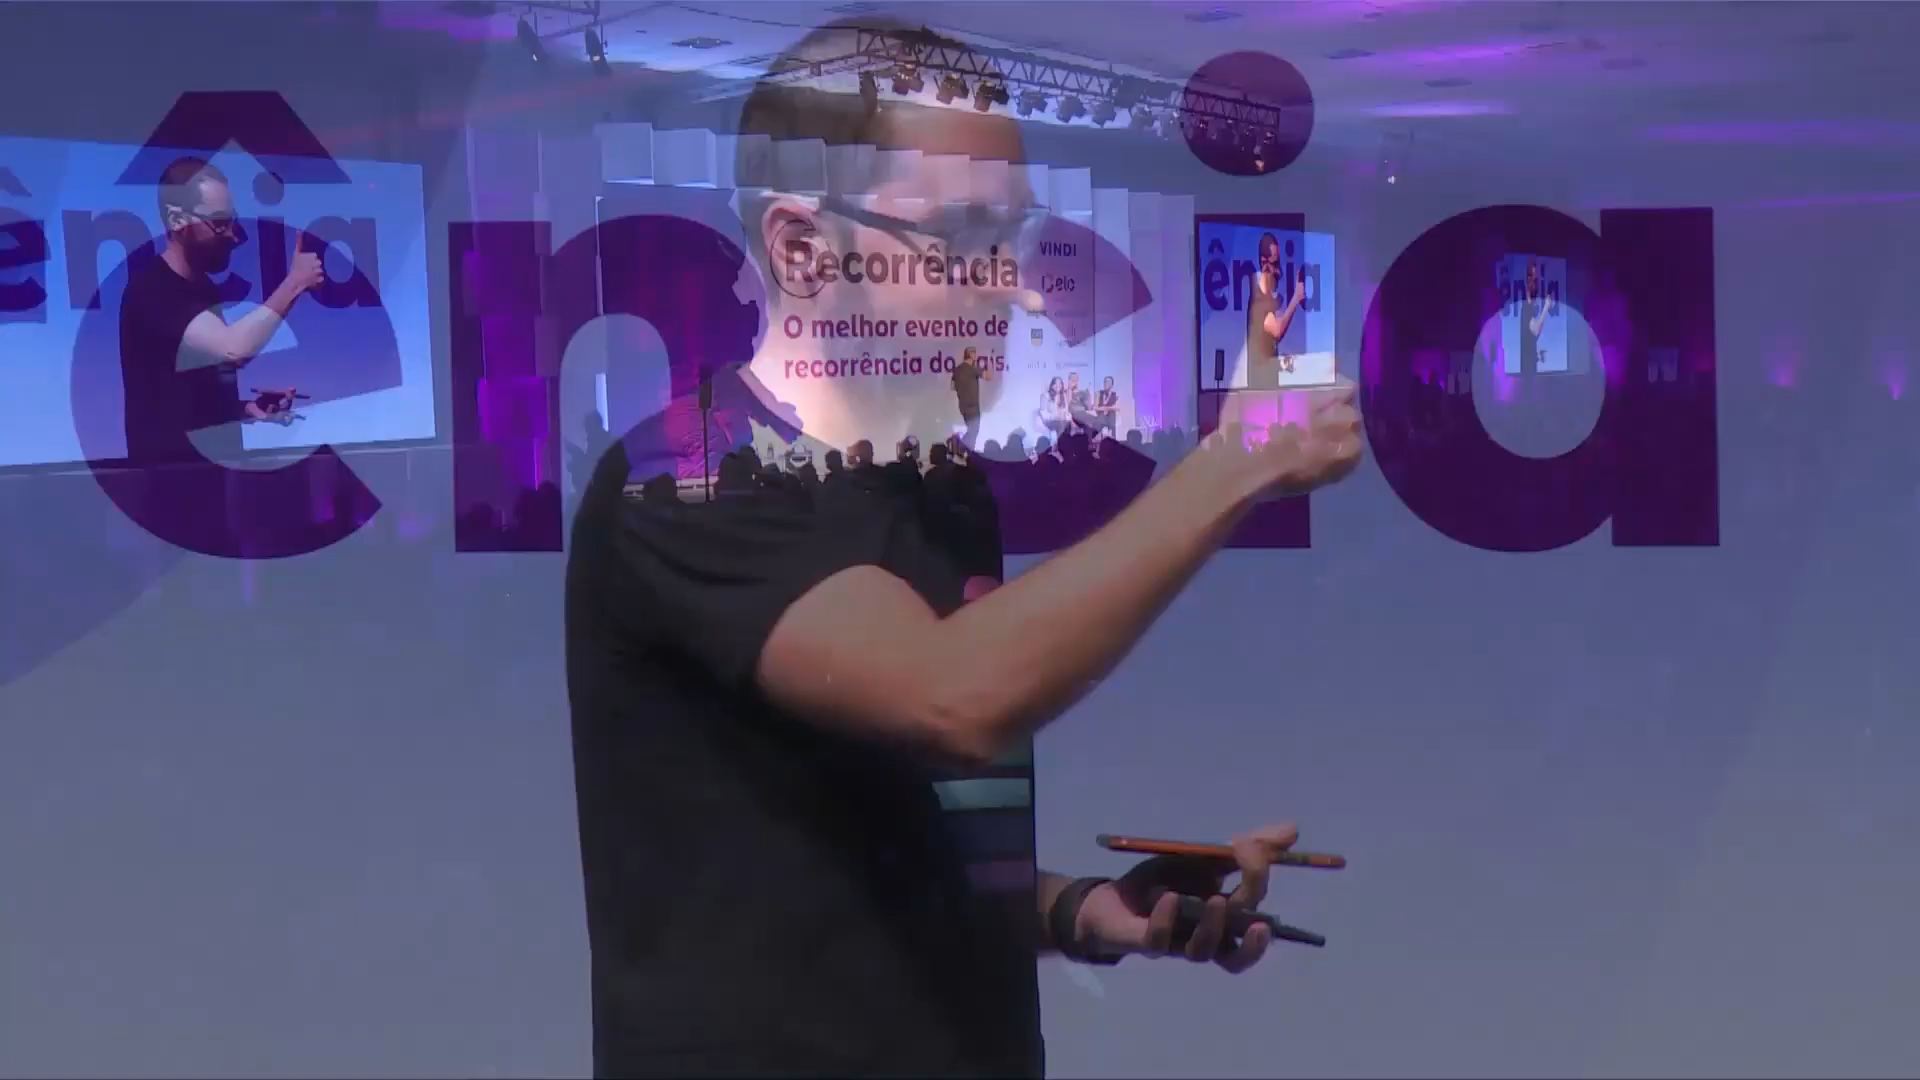 ência
ência
Recorrência
O melhor evento de
recorrência do país.
VINDI
elo
ência
ência